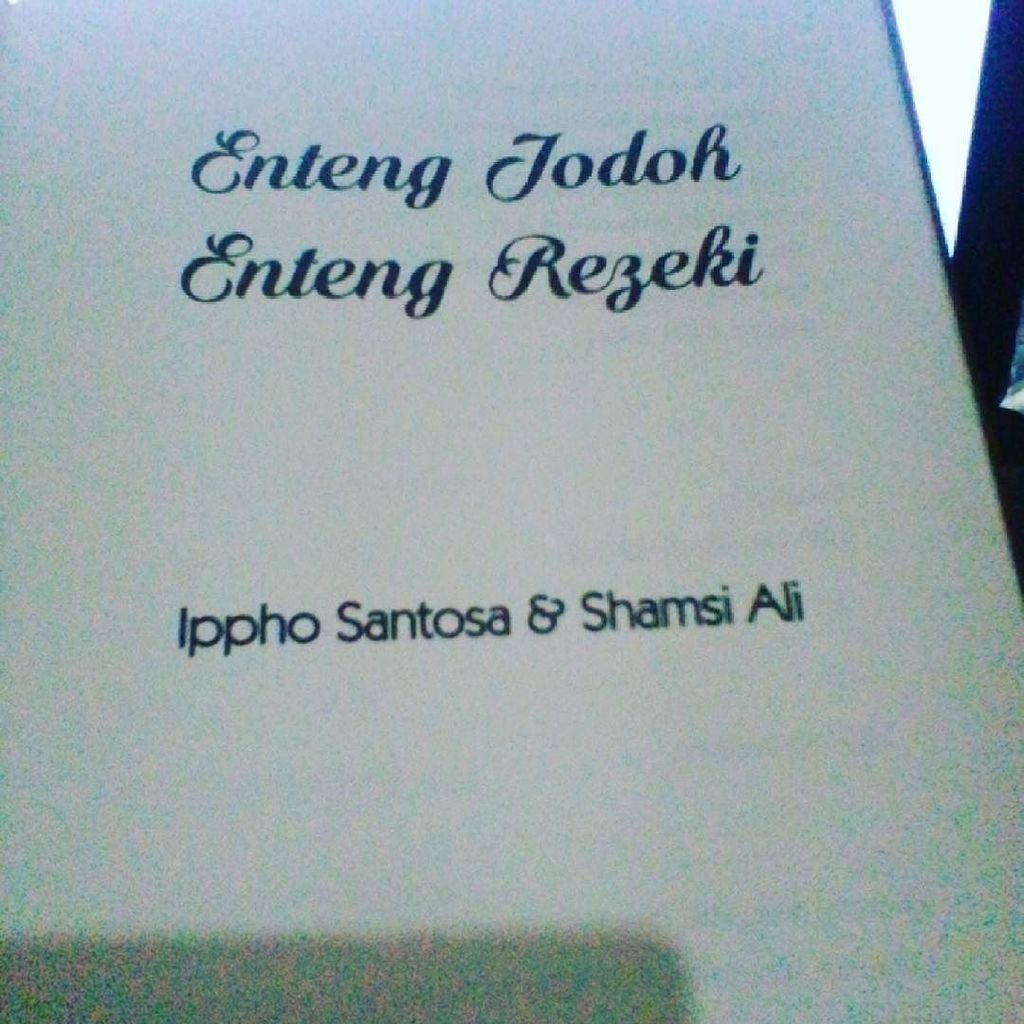 Enteng Jodoh
Enteng Rezeki
Ippho Santosa & Shamsi Ali